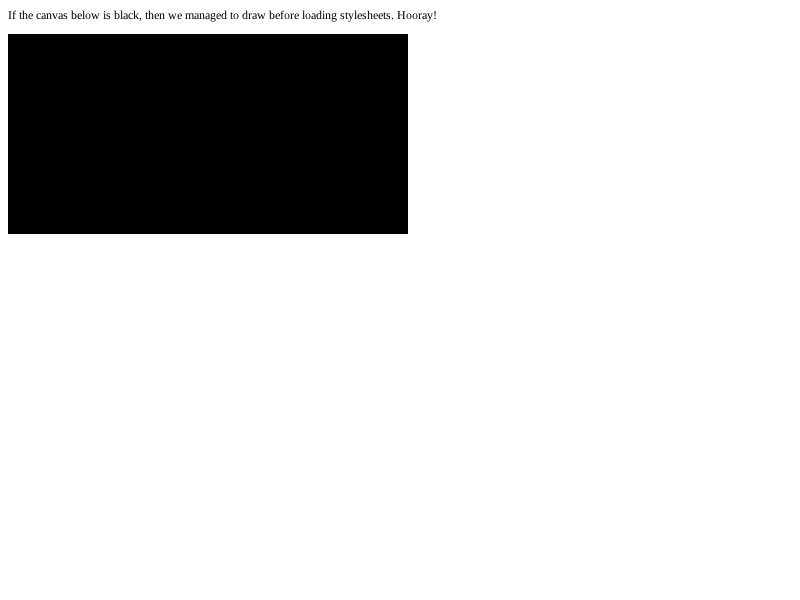 If the canvas below is black, then we managed to draw before loading stylesheets. Hooray!